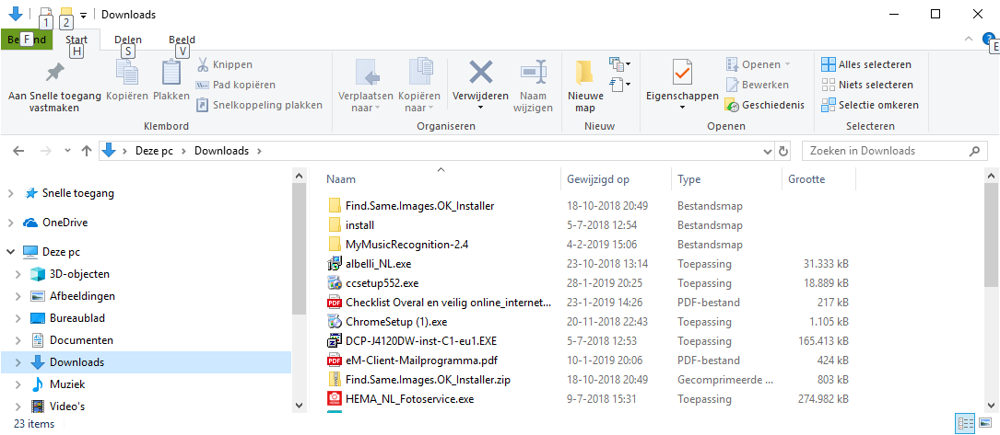 Downloads
1
2
Bestand
F
Start
H
Delen
S
Beeld
V
E
Aan Snelle toegang
vastmaken
Kopiëren
Plakken
Knippen
Pad kopiëren
Snelkoppeling plakken
Klembord
Verplaatsen
naar
Kopiëren
naar
Verwijderen
Naam
wijzigen
Organiseren
Nieuwe
map
Nieuw
Eigenschappen
Openen
Bewerken
Geschiedenis
Openen
Alles selecteren
Niets selecteren
Selectie omkeren
Selecteren
Deze pc > Downloads >
Zoeken in Downloads
Snelle toegang
OneDrive
Deze pc
3D-objecten
Afbeeldingen
Bureaublad
Documenten
Downloads
Muziek
Video's
Naam Gewijzigd op Type Grootte
Find.Same.Images.OK_Installer 18-10-2018 20:49 Bestandsmap
install 5-7-2018 12:54 Bestandsmap
MyMusicRecognition-2.4 4-2-2019 15:06 Bestandsmap
albelli_NL.exe 23-10-2018 13:14 Toepassing 31.333 kB
ccsetup552.exe 28-1-2019 20:25 Toepassing 18.889 kB
Checklist Overal en veilig online_internet... 23-1-2019 14:26 PDF-bestand 217 kB
ChromeSetup (1).exe 20-11-2018 22:43 Toepassing 1.105 kB
DCP-J4120DW-inst-C1-eu1.EXE 5-7-2018 12:53 Toepassing 165.413 kB
eM-Client-Mailprogramma.pdf 10-1-2019 20:06 PDF-bestand 424 kB
Find.Same.Images.OK_Installer.zip 18-10-2018 20:49 Gecomprimeerde ... 803 kB
HEMA_NL_Fotoservice.exe 9-7-2018 15:31 Toepassing 274.982 kB
23 items